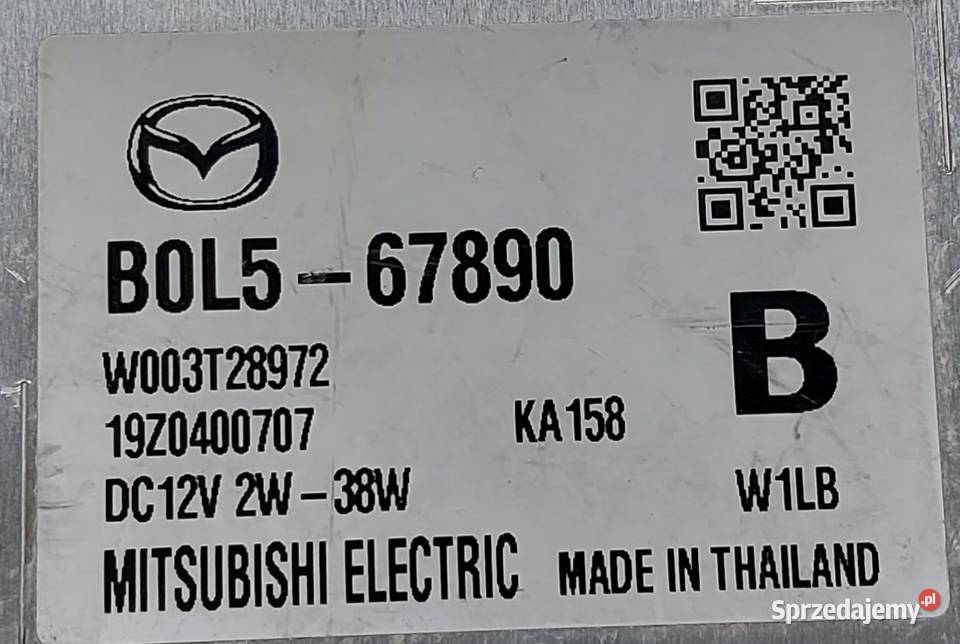 B0L5-67890
B
W003T28972
19Z0400707
KA158
DC12V 2W-38W
W1LB
MITSUBISHI ELECTRIC
MADE IN THAILAND
Sprzedajemy.pl